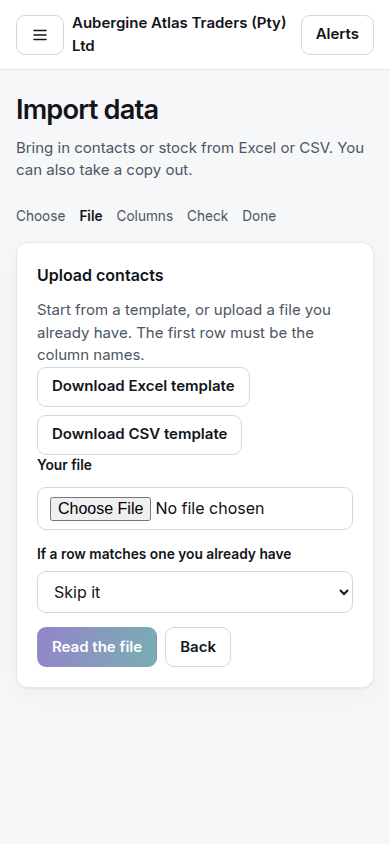 Aubergine Atlas Traders (Pty)
Ltd
Alerts
Import data
Bring in contacts or stock from Excel or CSV. You
can also take a copy out.
Choose File Columns Check Done
Upload contacts
Start from a template, or upload a file you
already have. The first row must be the
column names.
Download Excel template
Download CSV template
Your file
Choose File No file chosen
If a row matches one you already have
Skip it
Read the file Back